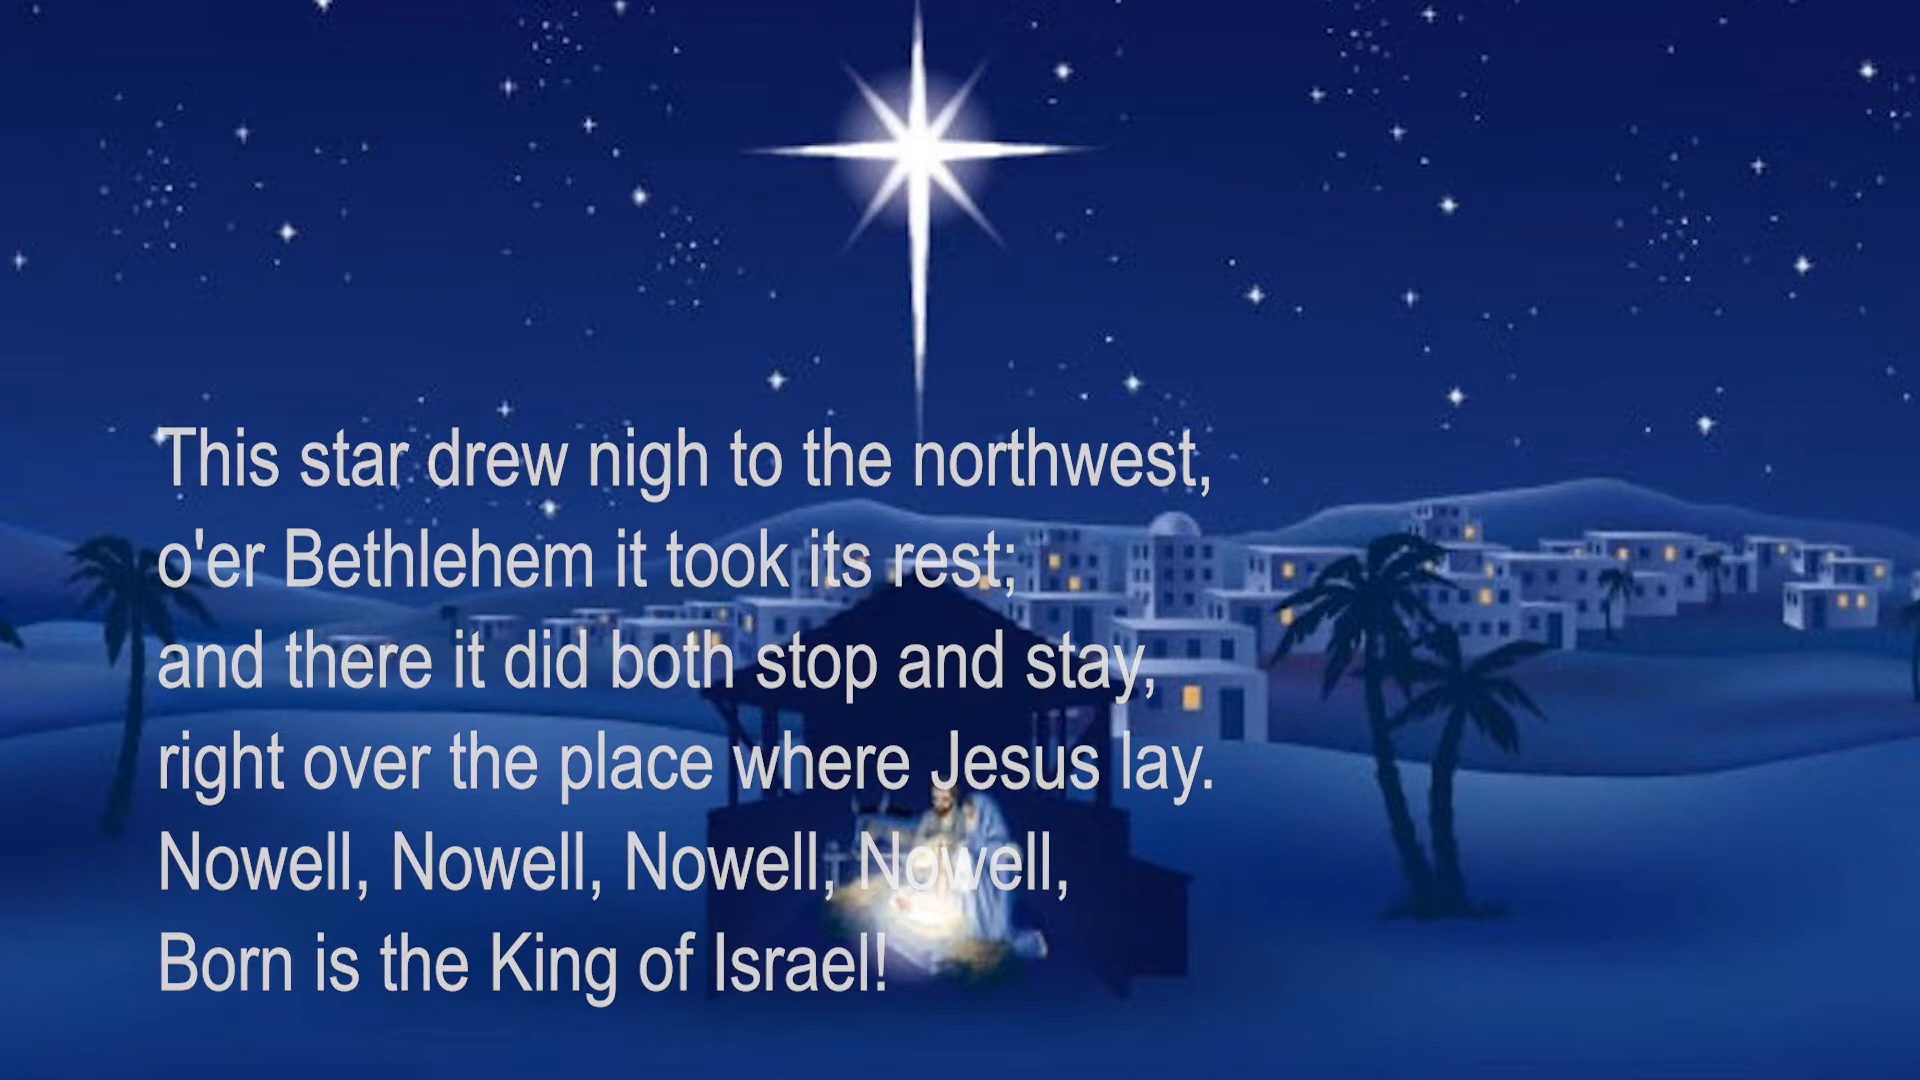 This star drew nigh to the northwest,
o'er Bethlehem it took its rest;
and there it did both stop and stay,
right over the place where Jesus lay.
Nowell, Nowell, Nowell, Nowell,
Born is the King of Israel!